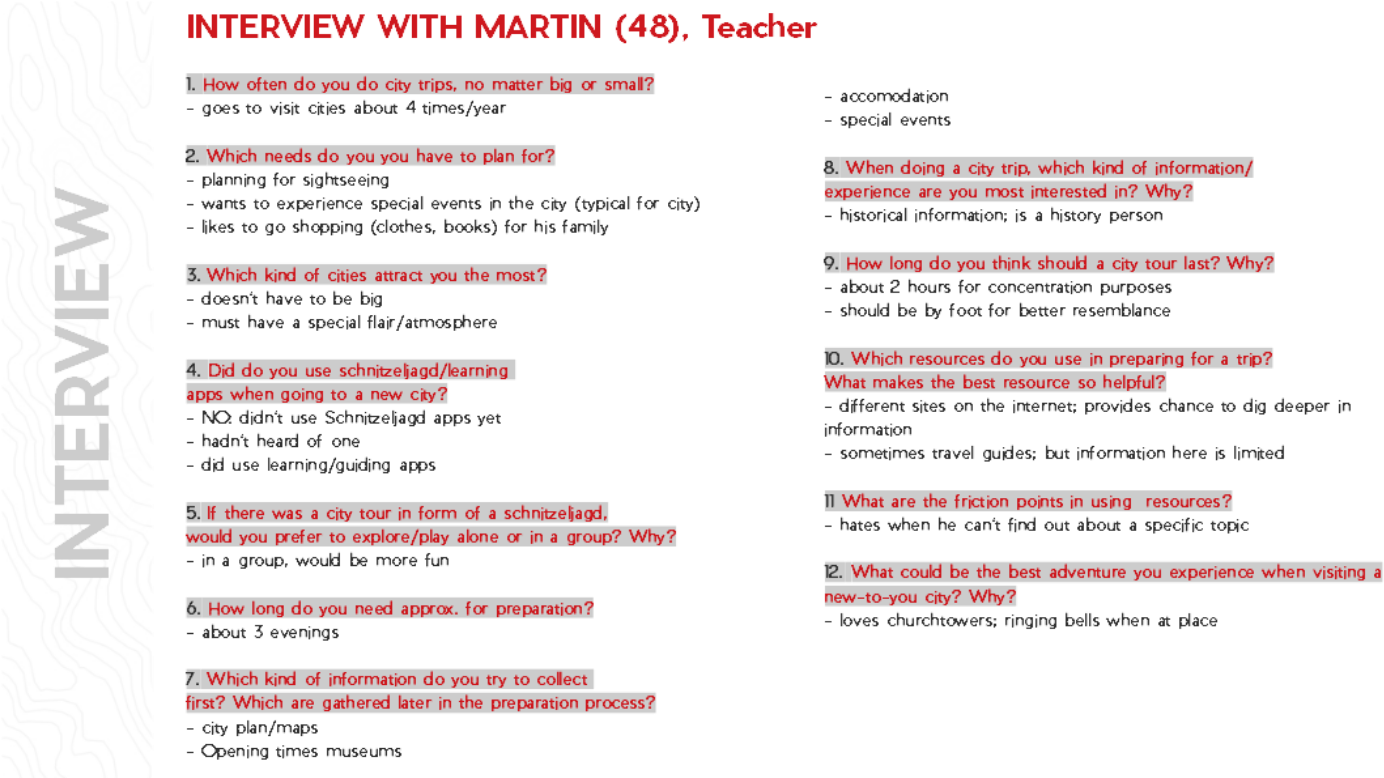 INTERVIEW WITH MARTIN (48), Teacher
INTERVIEW
1. How often do you do city trips, no matter big or small?
- goes to visit cities about 4 times/year
2. Which needs do you you have to plan for?
- planning for sightseeing
- wants to experience special events in the city (typical for city)
- likes to go shopping (clothes, books) for his family
3. Which kind of cities attract you the most?
- doesn't have to be big
- must have a special flair/atmosphere
4. Did do you use schnitzeljagd/learning
apps when going to a new city?
- NO: didn't use Schnitzeljagd apps yet
- hadn't heard of one
- did use learning/guiding apps
5. If there was a city tour in form of a schnitzeljagd,
would you prefer to explore/play alone or in a group? Why?
- in a group, would be more fun
6. How long do you need approx. for preparation?
- about 3 evenings
7. Which kind of information do you try to collect
first? Which are gathered later in the preparation process?
- city plan/maps
- Opening times museums
- accomodation
- special events
8. When doing a city trip, which kind of information/
experience are you most interested in? Why?
- historical information; is a history person
9. How long do you think should a city tour last? Why?
- about 2 hours for concentration purposes
- should be by foot for better resemblance
10. Which resources do you use in preparing for a trip?
What makes the best resource so helpful?
- different sites on the internet; provides chance to dig deeper in
information
- sometimes travel guides; but information here is limited
11 What are the friction points in using resources?
- hates when he can't find out about a specific topic
12. What could be the best adventure you experience when visiting a
new-to-you city? Why?
- loves churchtowers; ringing bells when at place